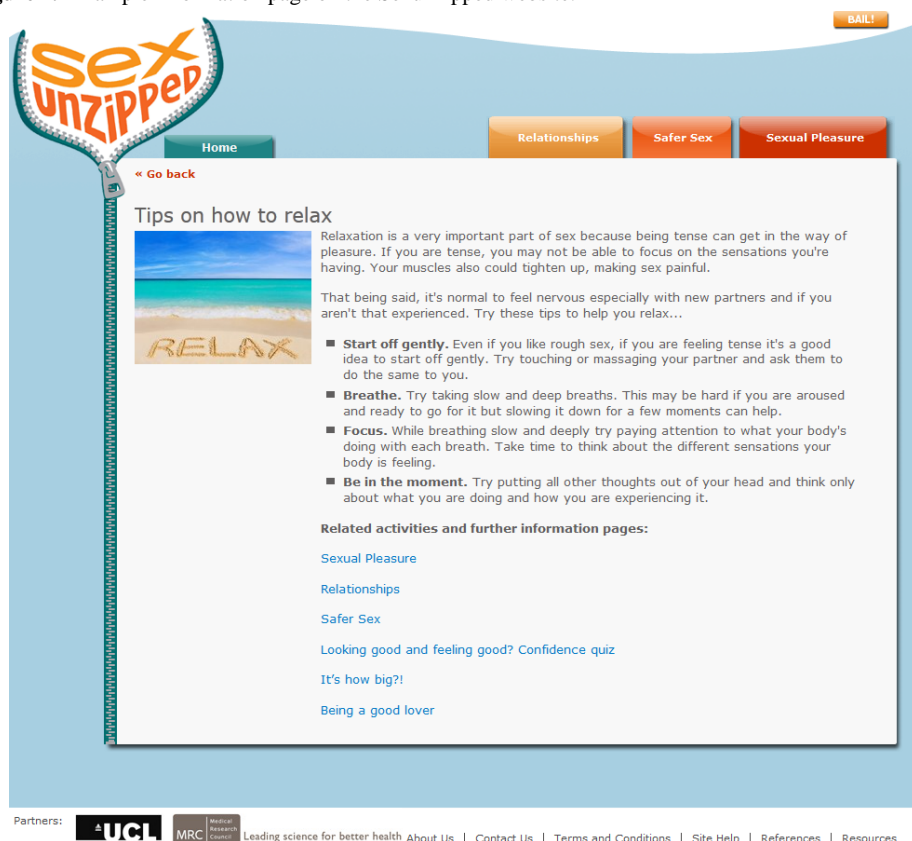 BAIL!
sex
unzipped
Home
Relationships
Safer Sex
Sexual Pleasure
« Go back
Tips on how to relax
RELAX
Relaxation is a very important part of sex because being tense can get in the way of
pleasure. If you are tense, you may not be able to focus on the sensations you're
having. Your muscles also could tighten up, making sex painful.
That being said, it's normal to feel nervous especially with new partners and if you
aren't that experienced. Try these tips to help you relax...
Start off gently. Even if you like rough sex, if you are feeling tense it's a good
idea to start off gently. Try touching or massaging your partner and ask them to
do the same to you.
Breathe. Try taking slow and deep breaths. This may be hard if you are aroused
and ready to go for it but slowing it down for a few moments can help.
Focus. While breathing slow and deeply try paying attention to what your body's
doing with each breath. Take time to think about the different sensations your
body is feeling.
Be in the moment. Try putting all other thoughts out of your head and think only
about what you are doing and how you are experiencing it.
Related activities and further information pages:
Sexual Pleasure
Relationships
Safer Sex
Looking good and feeling good? Confidence quiz
It's how big?!
Being a good lover
Partners:
UCL
MRC
Medical
Research
Council
Leading science for better health
About Us | Contact Us | Terms and Conditions | Site Help | References | Resources